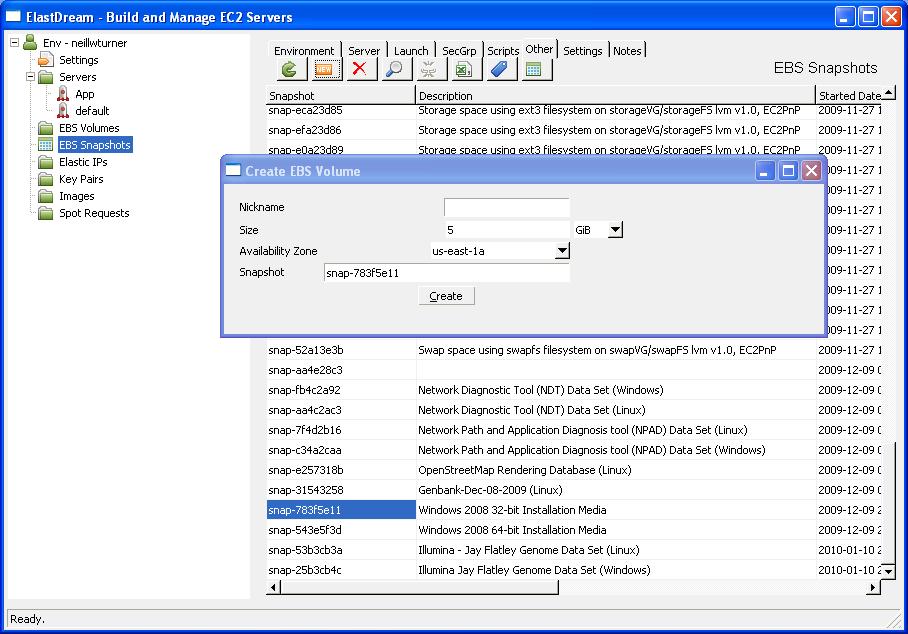 ElastDream - Build and Manage EC2 Servers
Env - neillwturner
Settings
Servers
App
default
EBS Volumes
EBS Snapshots
Elastic IPs
Key Pairs
Images
Spot Requests
Environment Server Launch SecGrp Scripts Other Settings Notes
NEW
EBS Snapshots
Snapshot Description Started Date
snap-eca23d85 Storage space using ext3 filesystem on storageVG/storageFS lvm v1.0, EC2PnP 2009-11-27 1
snap-efa23d86 Storage space using ext3 filesystem on storageVG/storageFS lvm v1.0, EC2PnP 2009-11-27 1
snap-e0a23d89 Storage space using ext3 filesystem on storageVG/storageFS lvm v1.0, EC2PnP 2009-11-27 1
Create EBS Volume
Nickname
Size 5 GiB
Availability Zone us-east-1a
Snapshot snap-783f5e11
Create
009-11-27 1
009-11-27 1
009-11-27 1
009-11-27 1
009-11-27 1
009-11-27 1
009-11-27 1
009-11-27 1
009-11-27 1
snap-52a13e3b Swap space using swapfs filesystem on swapVG/swapFS lvm v1.0, EC2PnP 2009-11-27 1
snap-aa4e28c3 2009-12-09 0
snap-fb4c2a92 Network Diagnostic Tool (NDT) Data Set (Windows) 2009-12-09 0
snap-aa4c2ac3 Network Diagnostic Tool (NDT) Data Set (Linux) 2009-12-09 0
snap-7f4d2b16 Network Path and Application Diagnosis tool (NPAD) Data Set (Linux) 2009-12-09 0
snap-c34a2caa Network Path and Application Diagnosis tool (NPAD) Data Set (Windows) 2009-12-09 0
snap-e257318b OpenStreetMap Rendering Database (Linux) 2009-12-09 0
snap-31543258 Genbank-Dec-08-2009 (Linux) 2009-12-09 0
snap-783f5e11 Windows 2008 32-bit Installation Media 2009-12-09 2
snap-543e5f3d Windows 2008 64-bit Installation Media 2009-12-09 2
snap-53b3cb3a Illumina - Jay Flatley Genome Data Set (Linux) 2010-01-10 2
snap-25b3cb4c Illumina Jay Flatley Genome Data Set (Windows) 2010-01-10 2
Ready.